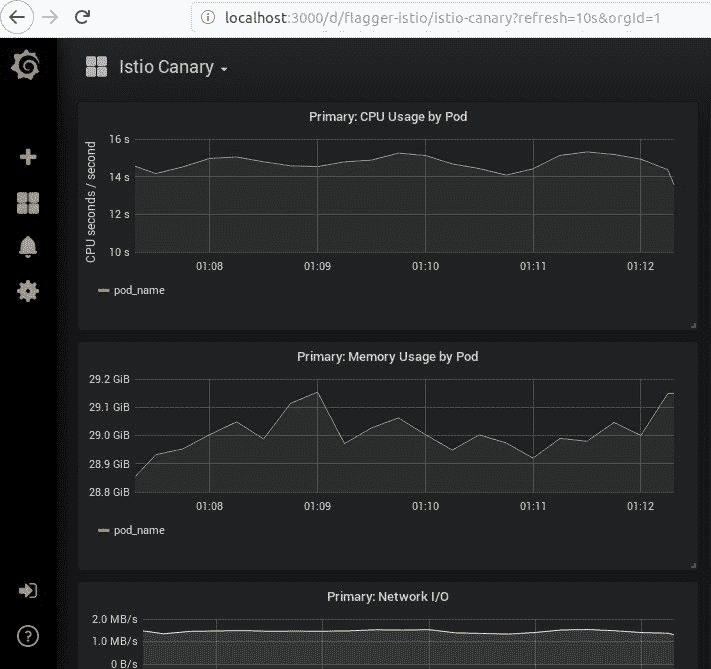 localhost:3000/d/flagger-istio/istio-canary?refresh=10s&orgId=1
Istio Canary
Primary: CPU Usage by Pod
CPU seconds / second
16 s
14 s
12 s
10 s
01:08 01:09 01:10 01:11 01:12
pod_name
Primary: Memory Usage by Pod
29.2 GiB
29.1 GiB
29.0 GiB
28.9 GiB
28.8 GiB
01:08 01:09 01:10 01:11 01:12
pod_name
Primary: Network I/O
2.0 MB/s
1.0 MB/s
0 B/s